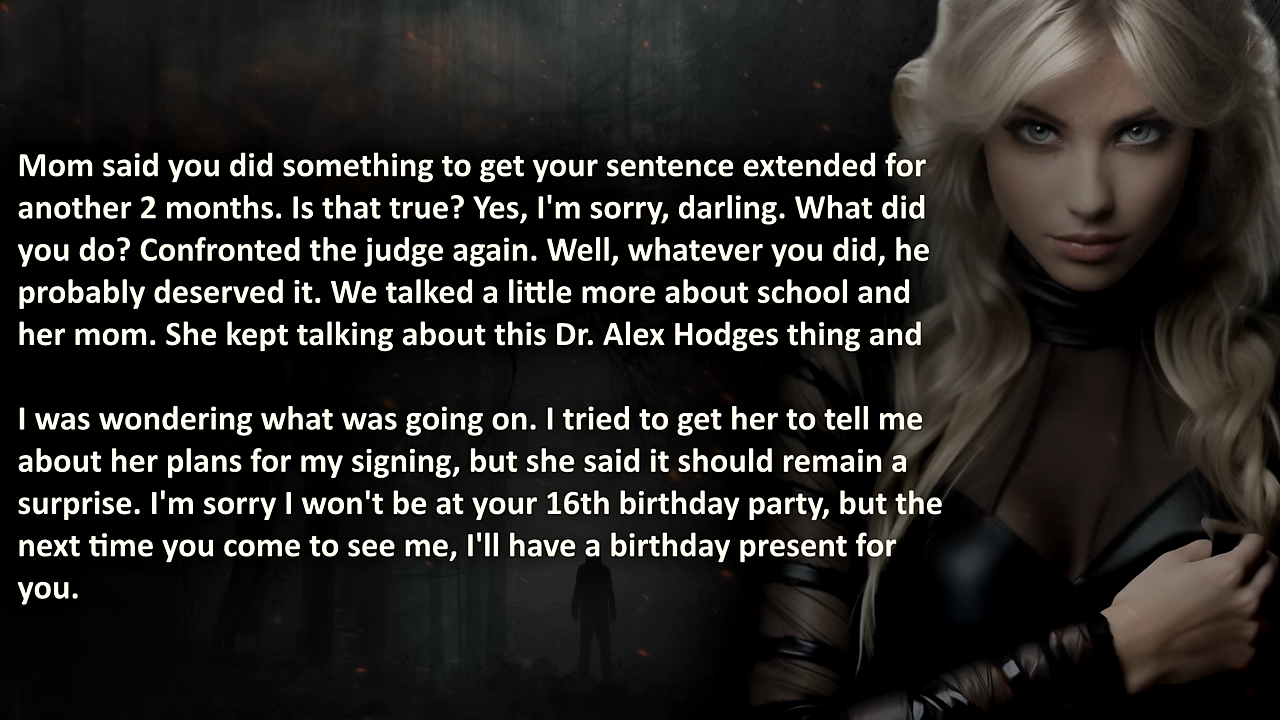 Mom said you did something to get your sentence extended for
another 2 months. Is that true? Yes, I'm sorry, darling. What did
you do? Confronted the judge again. Well, whatever you did, he
probably deserved it. We talked a little more about school and
her mom. She kept talking about this Dr. Alex Hodges thing and
I was wondering what was going on. I tried to get her to tell me
about her plans for my signing, but she said it should remain a
surprise. I'm sorry I won't be at your 16th birthday party, but the
next time you come to see me, I'll have a birthday present for
you.